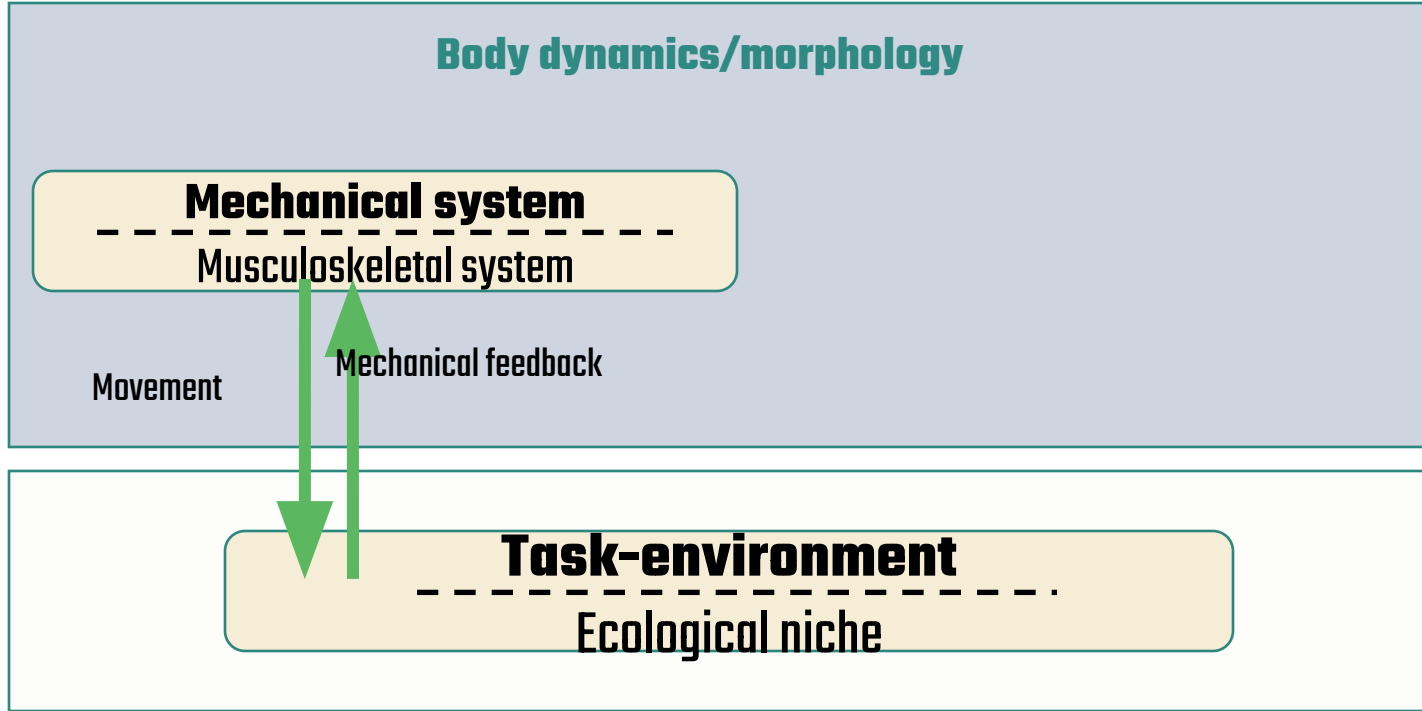 Body dynamics/morphology
Mechanical system
Musculoskeletal system
Mechanical feedback
Movement
Task-environment
Ecological niche